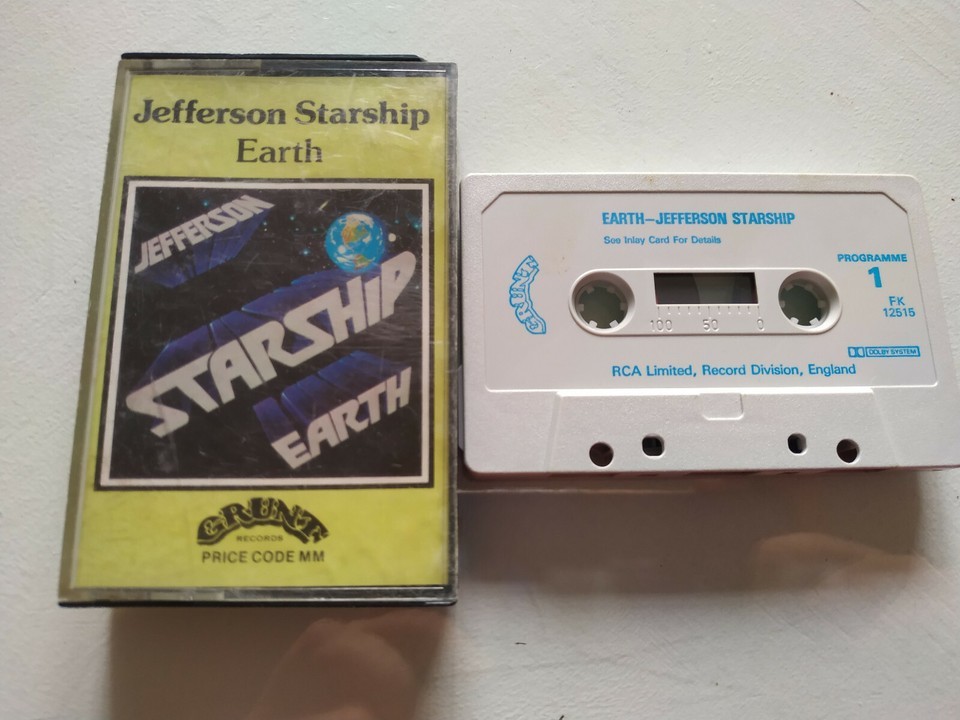 Jefferson Starship
Earth
JEFFERSON
STARSHIP
EARTH
GRUNT
RECORDS
PRICE CODE MM
EARTH—JEFFERSON STARSHIP
See Inlay Card For Details
GRUNT
PROGRAMME
1
FK
12515
100 50 0
DOLBY SYSTEM
RCA Limited, Record Division, England